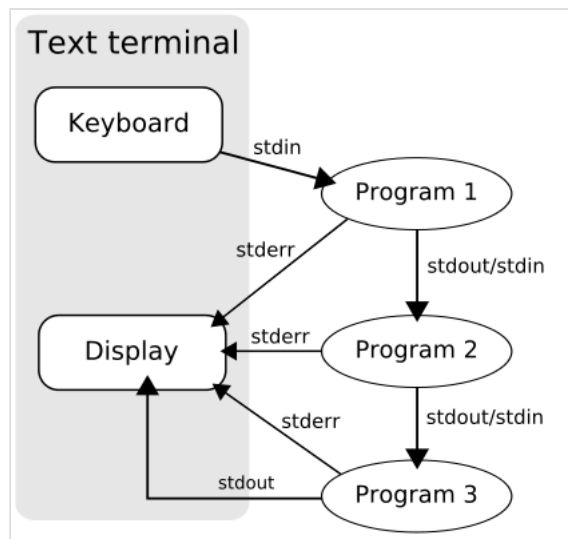 Text terminal
Keyboard
stdin
Program 1
stderr
stdout/stdin
Display
stderr
Program 2
stderr
stdout/stdin
stdout
Program 3